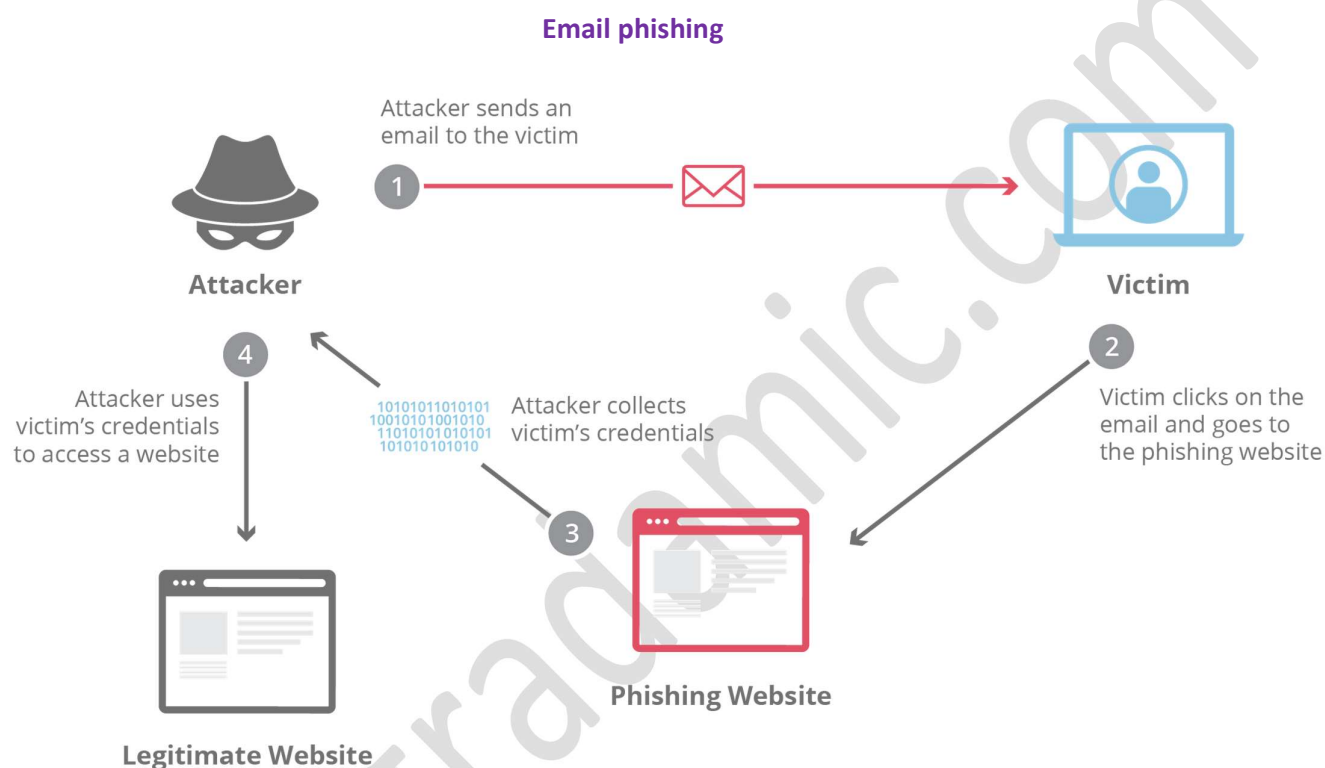 Email phishing
Attacker sends an
email to the victim
1
Attacker
Victim
4
2
Attacker uses
victim's credentials
to access a website
10101011010101
10010101001010
11010101010101
101010101010
Attacker collects
victim's credentials
Victim clicks on the
email and goes to
the phishing website
3
Phishing Website
Legitimate Website
radamic.com